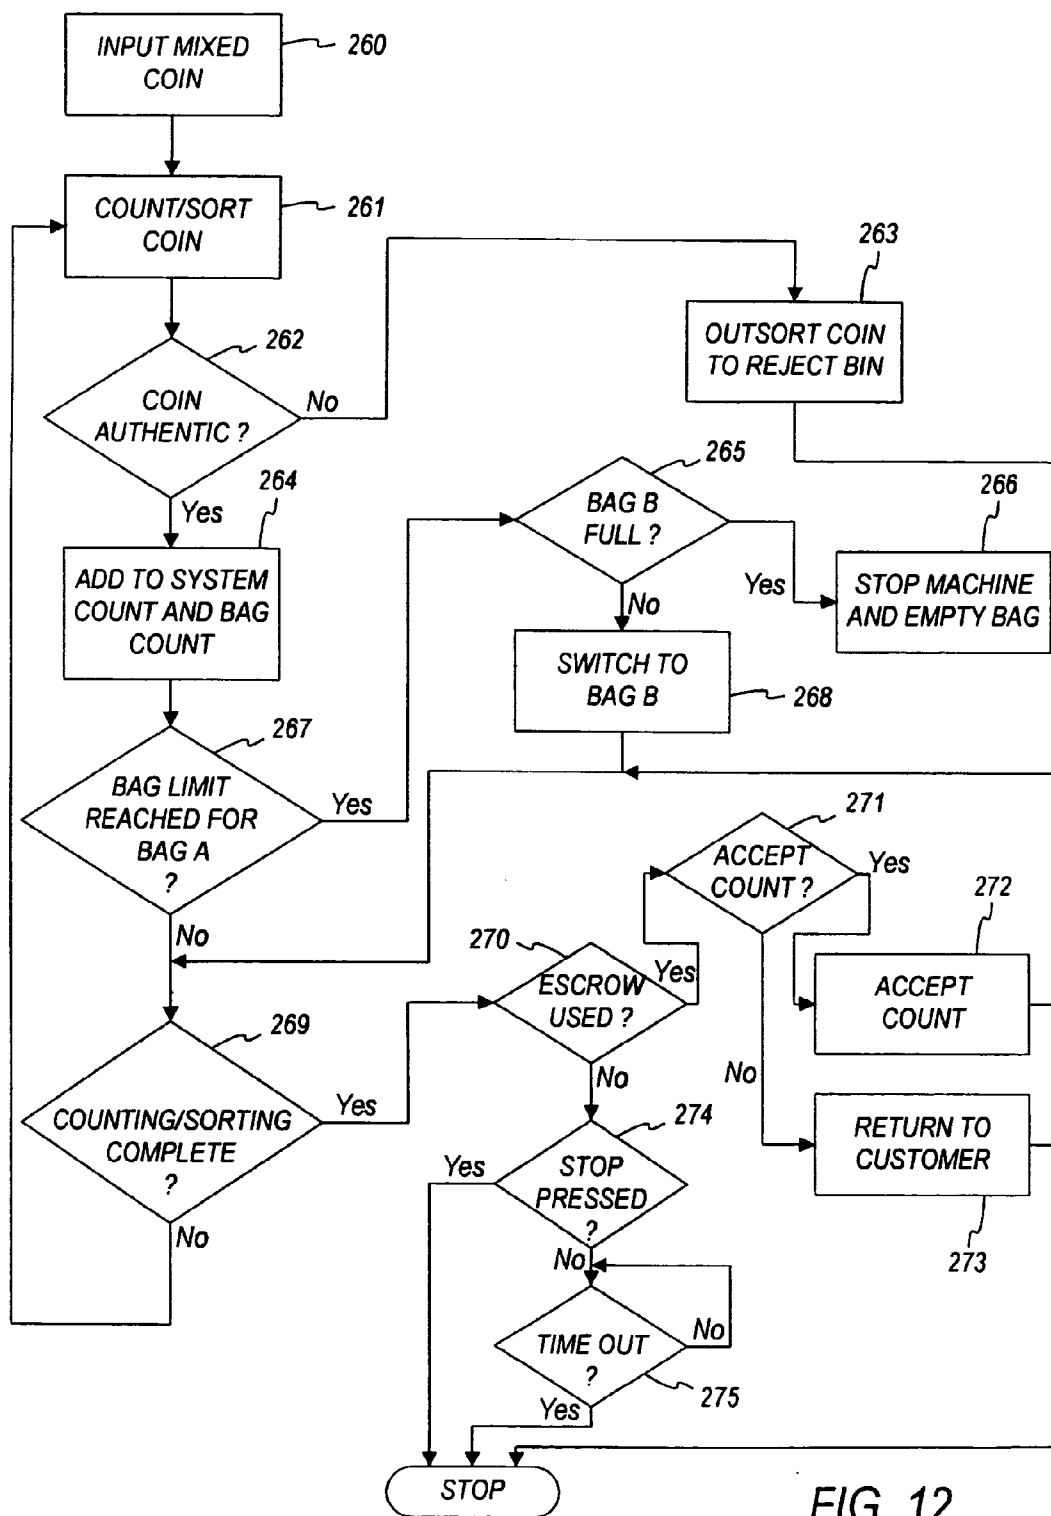 INPUT MIXED
COIN
260
COUNT/SORT
COIN
261
262
COIN
AUTHENTIC ?
No
Yes
263
OUTSORT COIN
TO REJECT BIN
264
ADD TO SYSTEM
COUNT AND BAG
COUNT
265
BAG B
FULL ?
Yes
No
266
STOP MACHINE
AND EMPTY BAG
SWITCH TO
BAG B
268
267
BAG LIMIT
REACHED FOR
BAG A
?
Yes
No
271
ACCEPT
COUNT ?
Yes
No
272
ACCEPT
COUNT
270
ESCROW
USED ?
Yes
No
269
COUNTING/SORTING
COMPLETE
?
Yes
No
RETURN TO
CUSTOMER
273
274
STOP
PRESSED
?
Yes
No
TIME OUT
?
No
275
Yes
STOP
FIG. 12